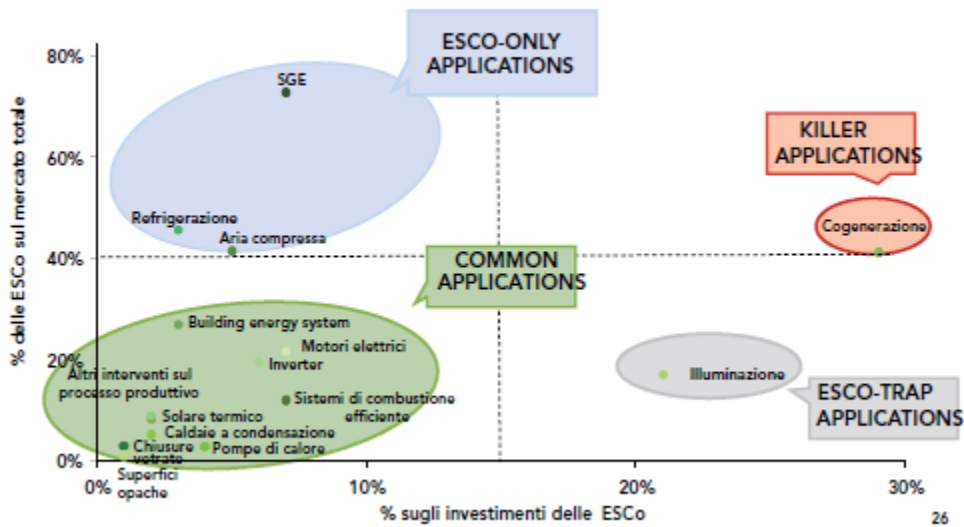 ESCO-ONLY
APPLICATIONS
KILLER
APPLICATIONS
COMMON
APPLICATIONS
ESCO-TRAP
APPLICATIONS
% delle ESCo sul mercato totale
80%
60%
40%
20%
0%
SGE
Refrigerazione
Aria compressa
Cogenerazione
Building energy system
Motori elettrici
Inverter
Altri interventi sul
processo produttivo
Sistemi di combustione
efficiente
Solare termico
Caldaie a condensazione
Chiusure
vetrate
Pompe di calore
Superfici
opache
Illuminazione
0%
10%
20%
30%
% sugli investimenti delle ESCo
26